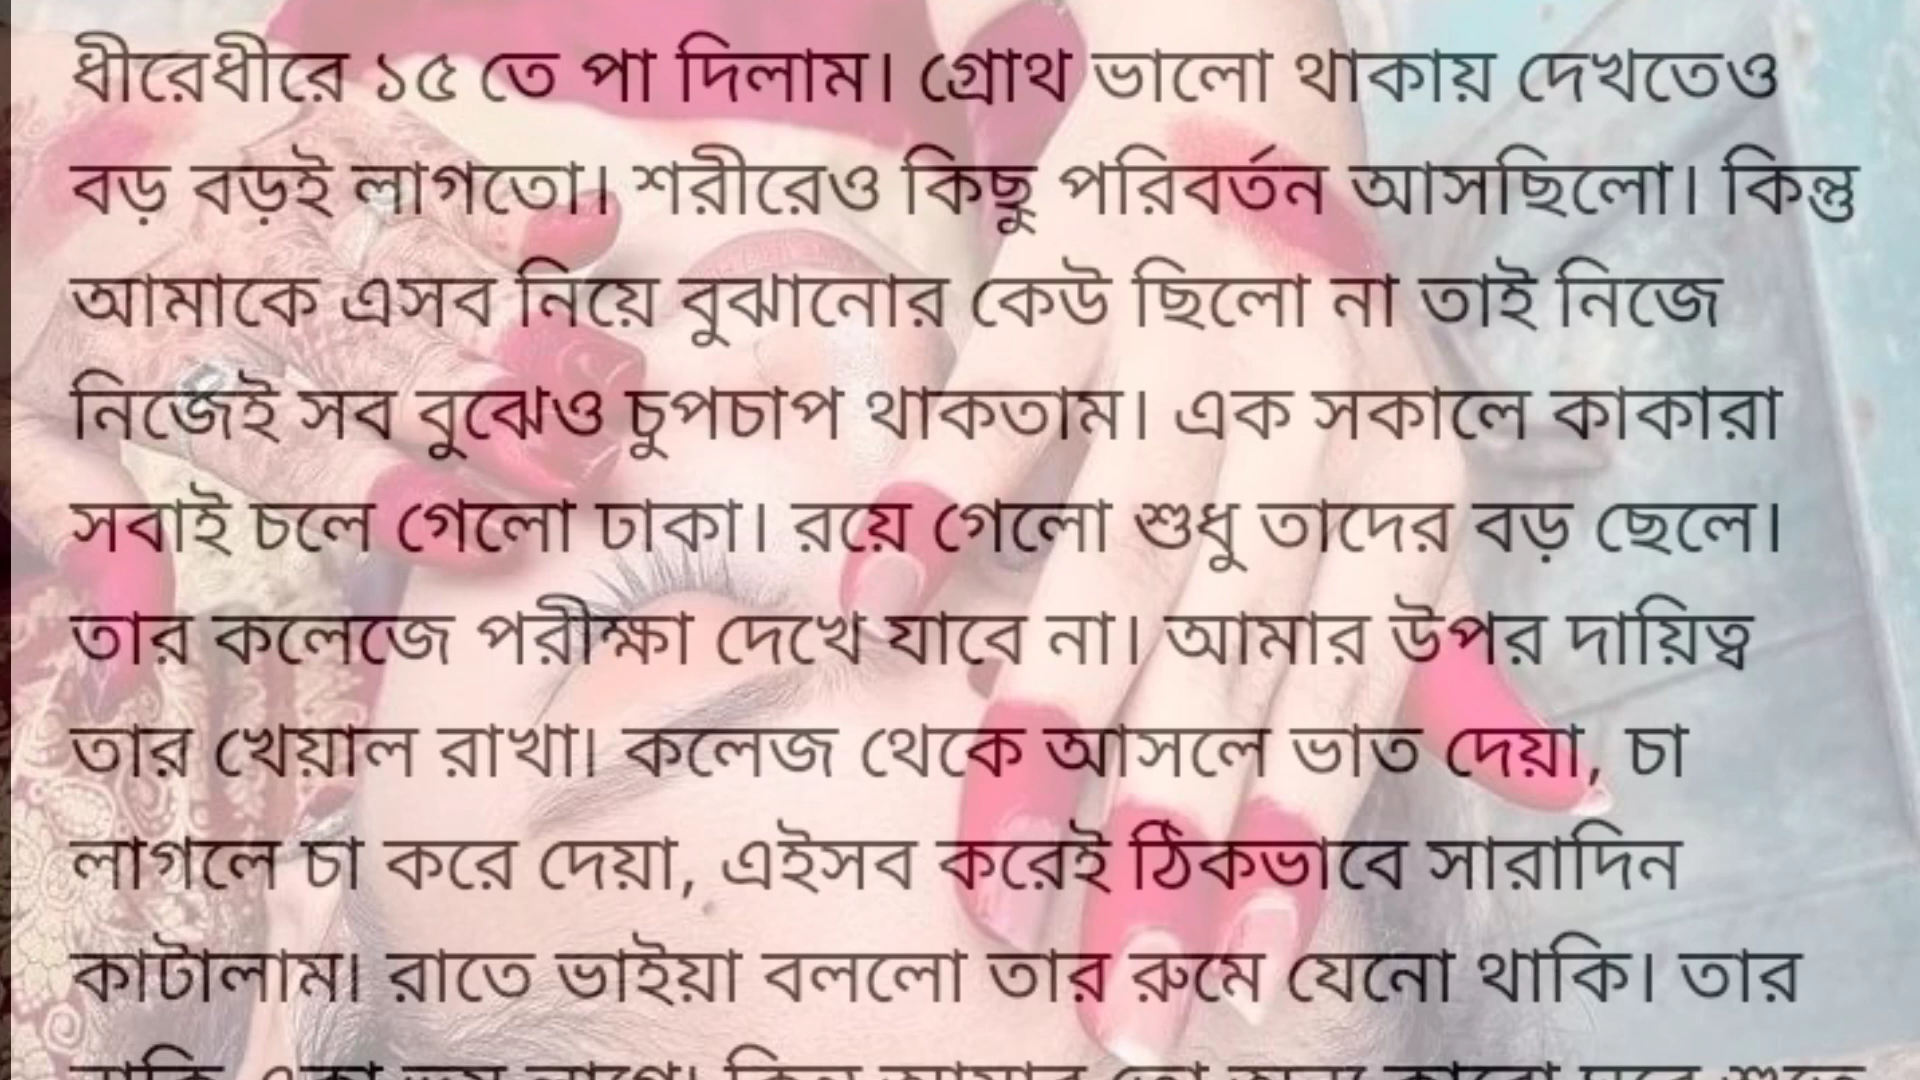 ধীরেধীরে ১৫ তে পা দিলাম। গ্রোথ ভালো থাকায় দেখতেও
বড় বড়ই লাগতো। শরীরেও কিছু পরিবর্তন আসছিলো। কিন্তু
আমাকে এসব নিয়ে বুঝানোর কেউ ছিলো না তাই নিজে
নিজেই সব বুঝেও চুপচাপ থাকতাম। এক সকালে কাকারা
সবাই চলে গেলো ঢাকা। রয়ে গেলো শুধু তাদের বড় ছেলে।
তার কলেজে পরীক্ষা দেখে যাবে না। আমার উপর দায়িত্ব
তার খেয়াল রাখা। কলেজ থেকে আসলে ভাত দেয়া, চা
লাগলে চা করে দেয়া, এইসব করেই ঠিকভাবে সারাদিন
কাটালাম। রাতে ভাইয়া বললো তার রুমে যেনো থাকি। তার